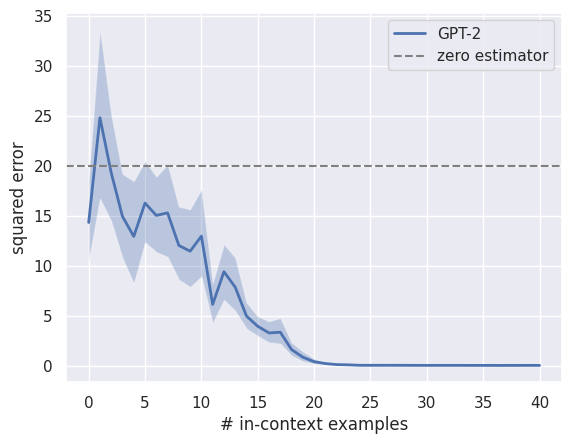 35
30
25
20
15
10
5
0
squared error
GPT-2
zero estimator
0 5 10 15 20 25 30 35 40
# in-context examples